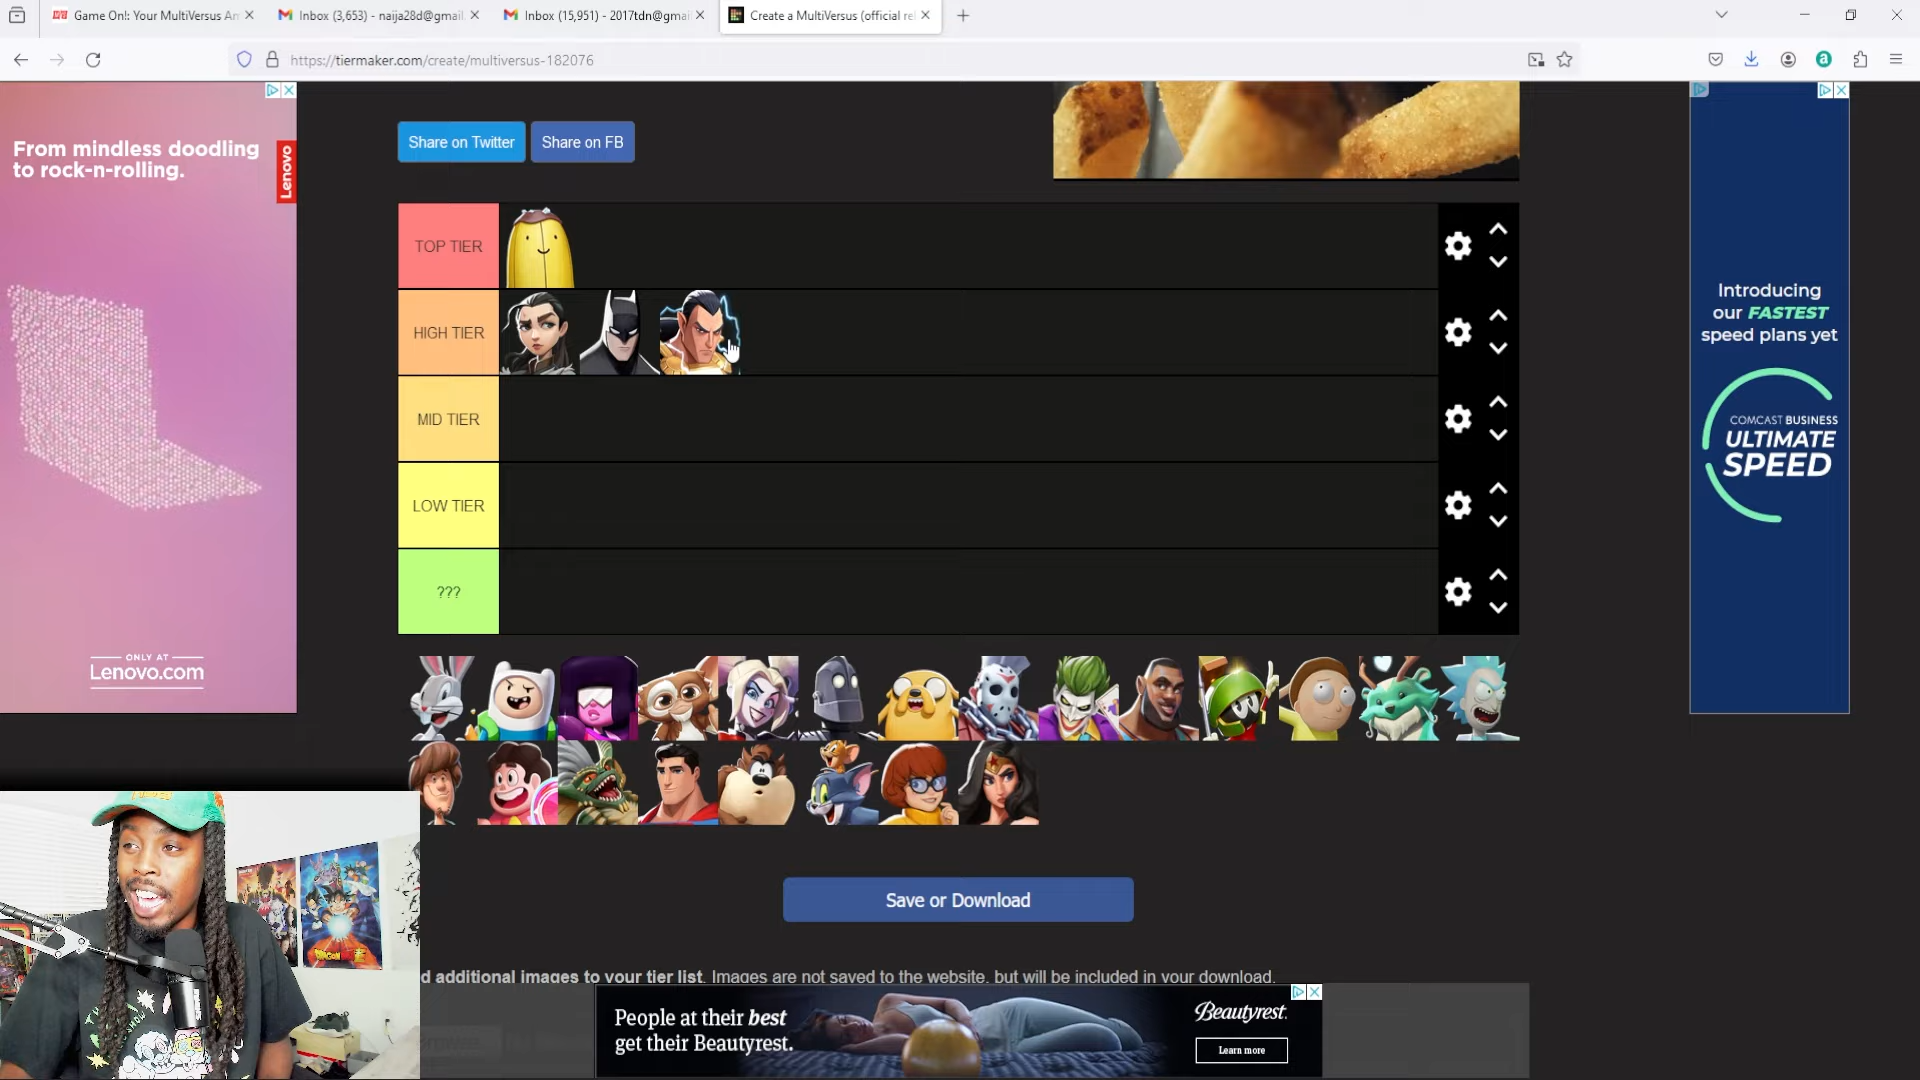 Game On!: Your MultiVersus Ar
Inbox (3,653) - naija28d@gmail.
Inbox (15,951) - 2017tdn@gmai
Create a MultiVersus (official rel
https://tiermaker.com/create/multiversus-182076
From mindless doodling
to rock-n-rolling.
Lenovo
ONLY AT
Lenovo.com
Share on Twitter
Share on FB
TOP TIER
HIGH TIER
MID TIER
LOW TIER
???
Introducing
our FASTEST
speed plans yet
COMCAST BUSINESS
ULTIMATE
SPEED
Save or Download
d additional images to your tier list. Images are not saved to the website, but will be included in your download.
People at their best
get their Beautyrest.
Beautyrest.
Learn more